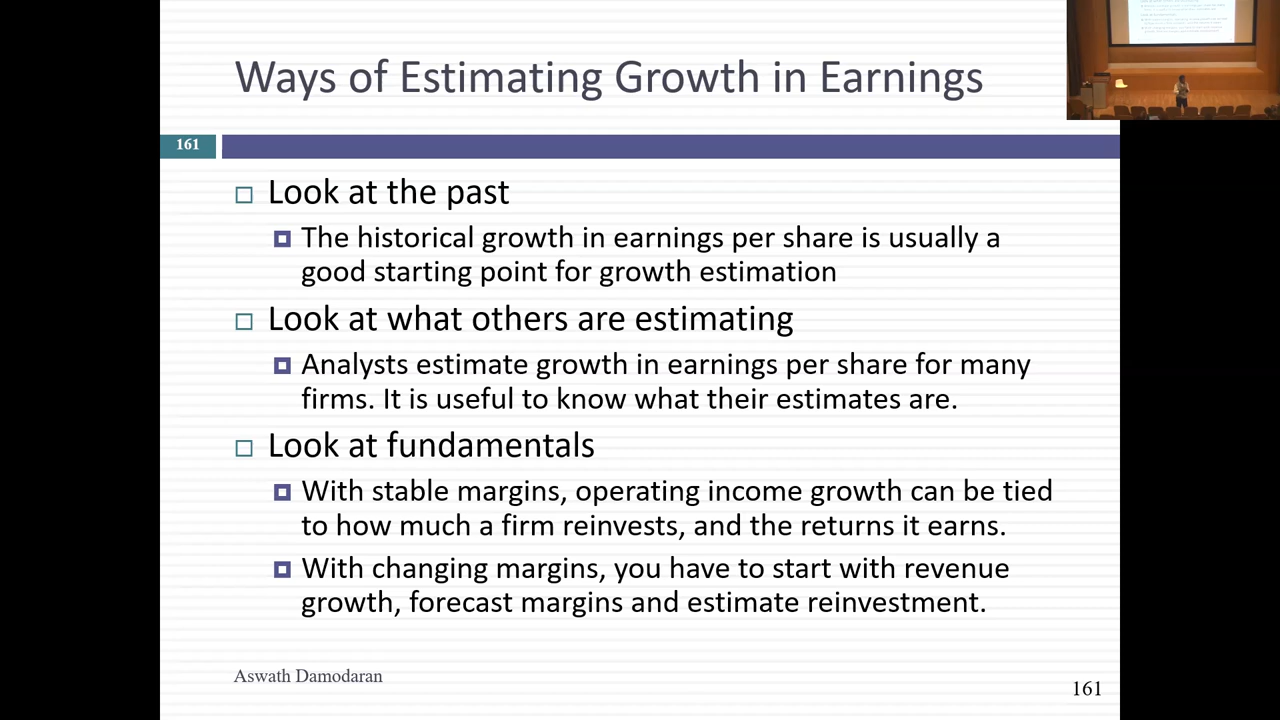 Ways of Estimating Growth in Earnings
161
Look at the past
The historical growth in earnings per share is usually a
good starting point for growth estimation
Look at what others are estimating
Analysts estimate growth in earnings per share for many
firms. It is useful to know what their estimates are.
Look at fundamentals
With stable margins, operating income growth can be tied
to how much a firm reinvests, and the returns it earns.
With changing margins, you have to start with revenue
growth, forecast margins and estimate reinvestment.
Aswath Damodaran
161